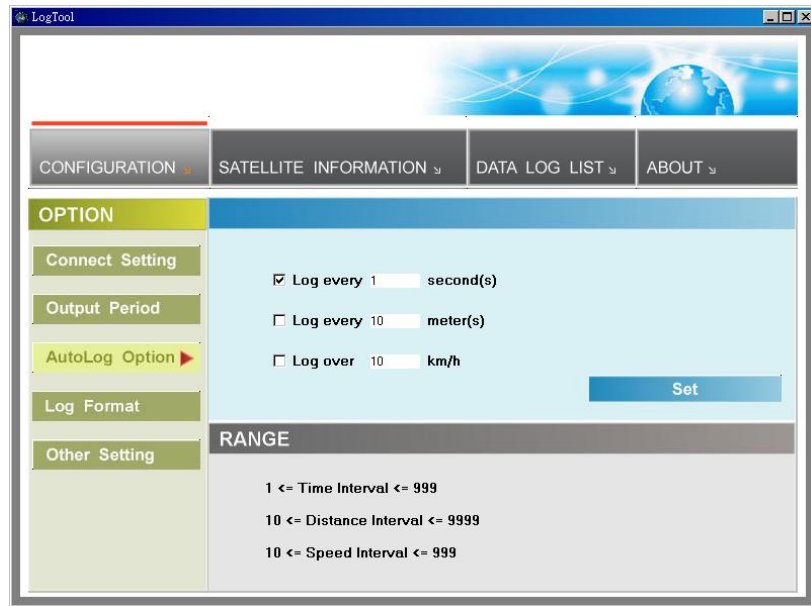 LogTool
CONFIGURATION
SATELLITE INFORMATION
DATA LOG LIST
ABOUT
OPTION
Connect Setting
Output Period
AutoLog Option
Log Format
Other Setting
Log every 1 second(s)
Log every 10 meter(s)
Log over 10 km/h
Set
RANGE
1 <= Time Interval <= 999
10 <= Distance Interval <= 9999
10 <= Speed Interval <= 999